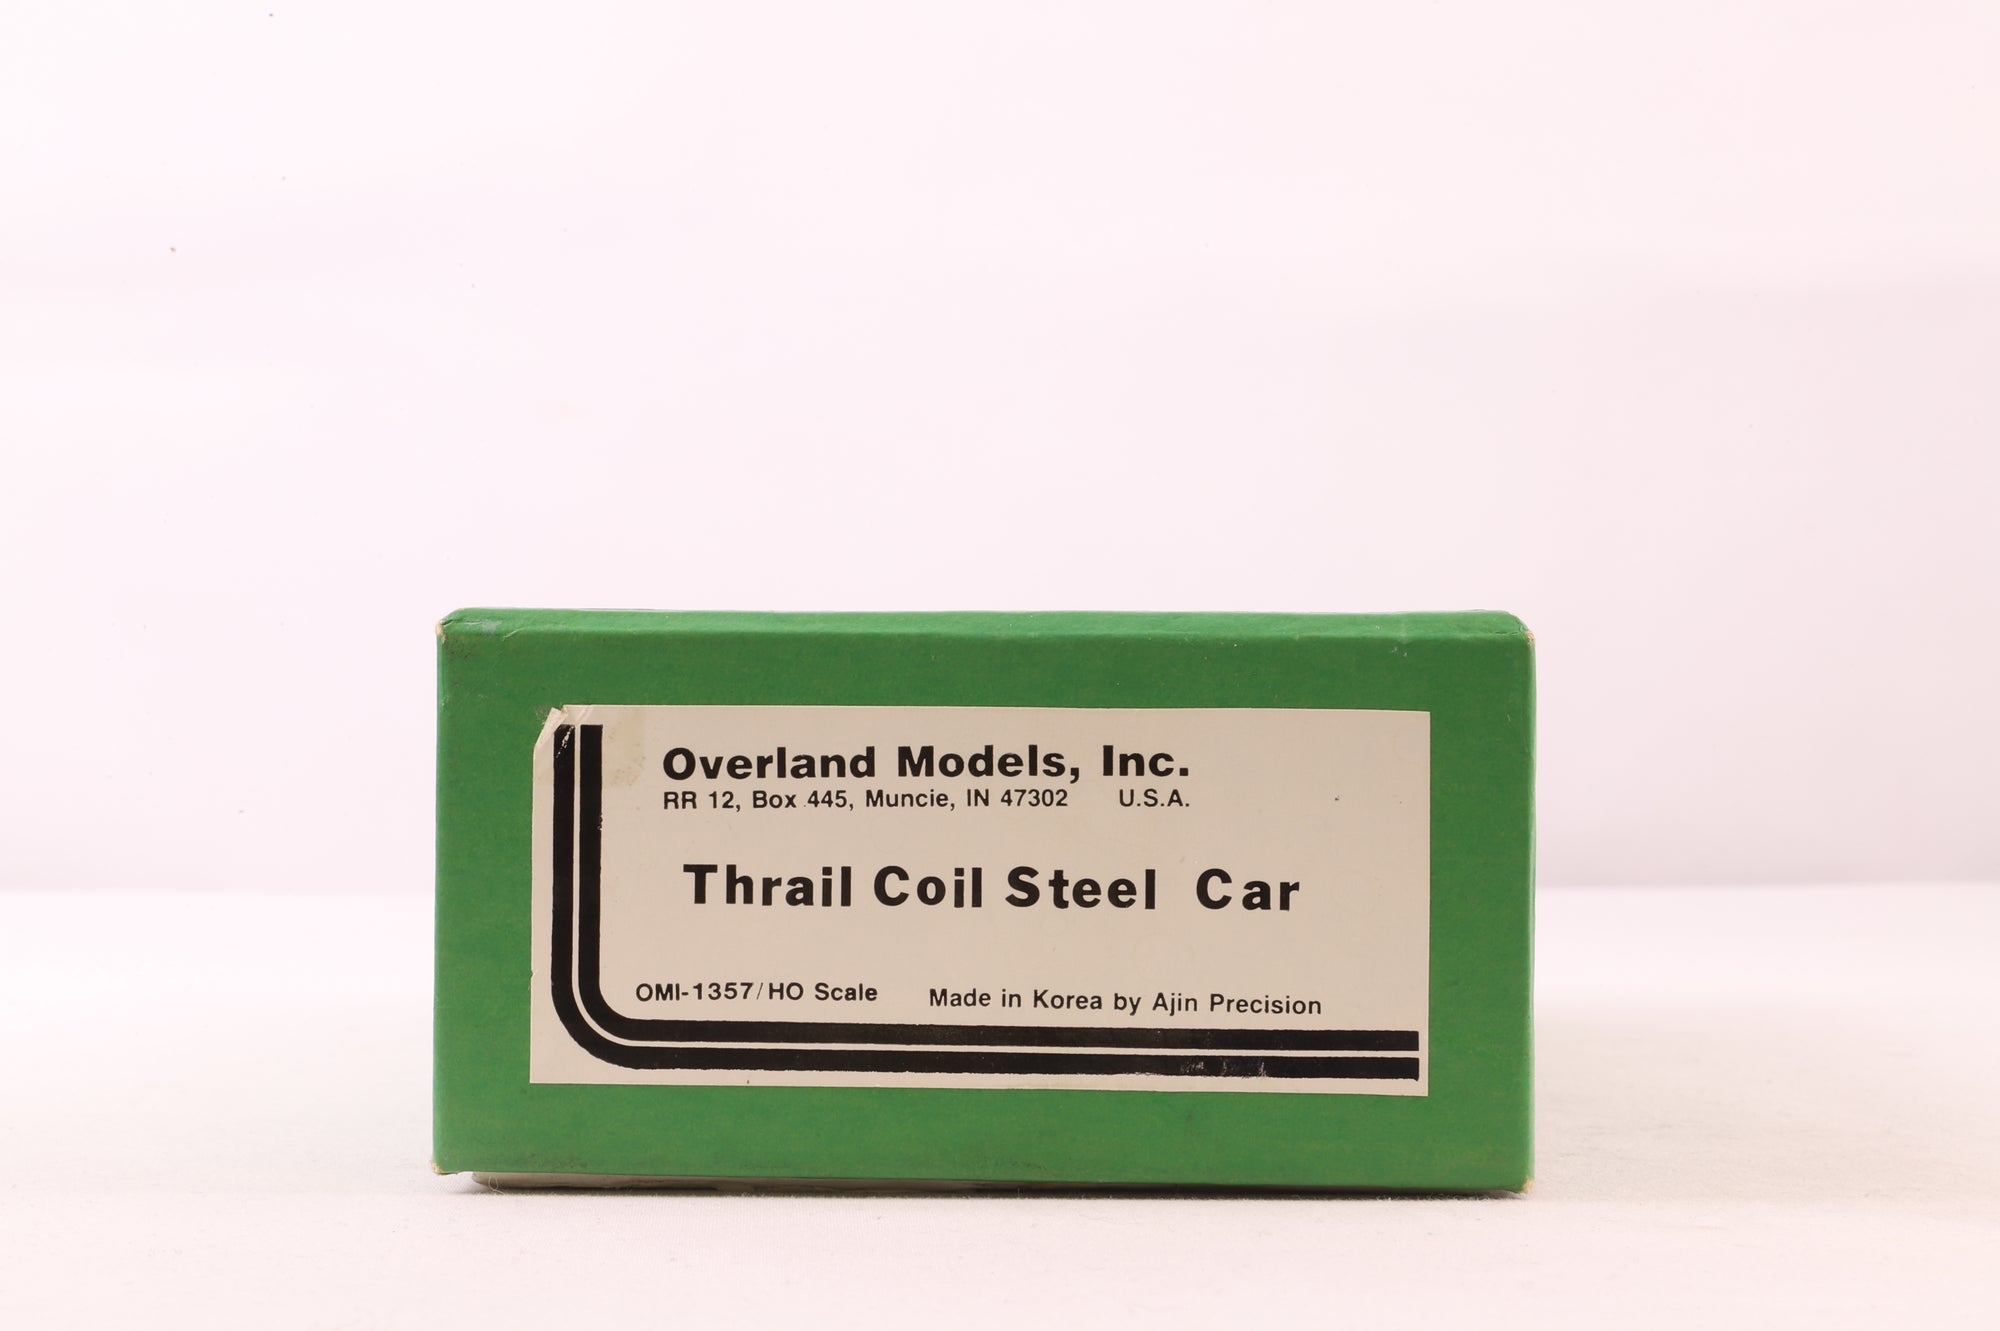 Overland Models, Inc.
RR 12, Box 445, Muncie, IN 47302 U.S.A.
Thrail Coil Steel Car
OMI-1357/HO Scale Made in Korea by Ajin Precision